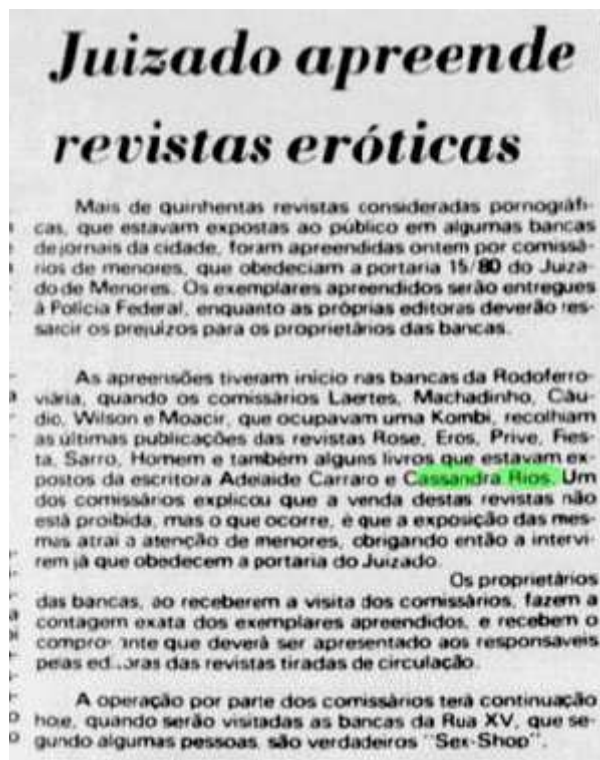 Juizado apreende
revistas eróticas
Mais de quinhentas revistas consideradas pornográfi-
cas, que estavam expostas ao público em algumas bancas
de jornais da cidade, foram apreendidas ontem por comissá-
rios de menores, que obedeciam a portaria 15/80 do Juiza-
do de Menores. Os exemplares apreendidos serão entregues
à Polícia Federal, enquanto as próprias editoras deverão res-
sarcir os prejuízos para os proprietários das bancas.
As apreensões tiveram início nas bancas da Rodoferro-
viária, quando os comissários Laertes, Machadinho, Cáu-
dio, Wilson e Moacir, que ocupavam uma Kombi, recolhiam
as últimas publicações das revistas Rose, Eros, Prive, Fies-
ta, Sarro, Homem e também alguns livros que estavam ex-
postos da escritora Adelaide Carraro e Cassandra Rios. Um
dos comissários explicou que a venda destas revistas não
está proibida, mas o que ocorre, é que a exposição das mes-
mas atrai a atenção de menores, obrigando então a intervi-
rem já que obedecem a portaria do Juizado.
Os proprietários
das bancas, ao receberem a visita dos comissários, fazem a
contagem exata dos exemplares apreendidos, e recebem o
que deverá ser apresentado aos responsáveis
pelas das revistas tiradas de circulação.
A operação por parte dos comissários terá continuação
hoje, quando serão visitadas as bancas da Rua XV, que se-
gundo algumas pessoas, são verdadeiros "Sex-Shop".